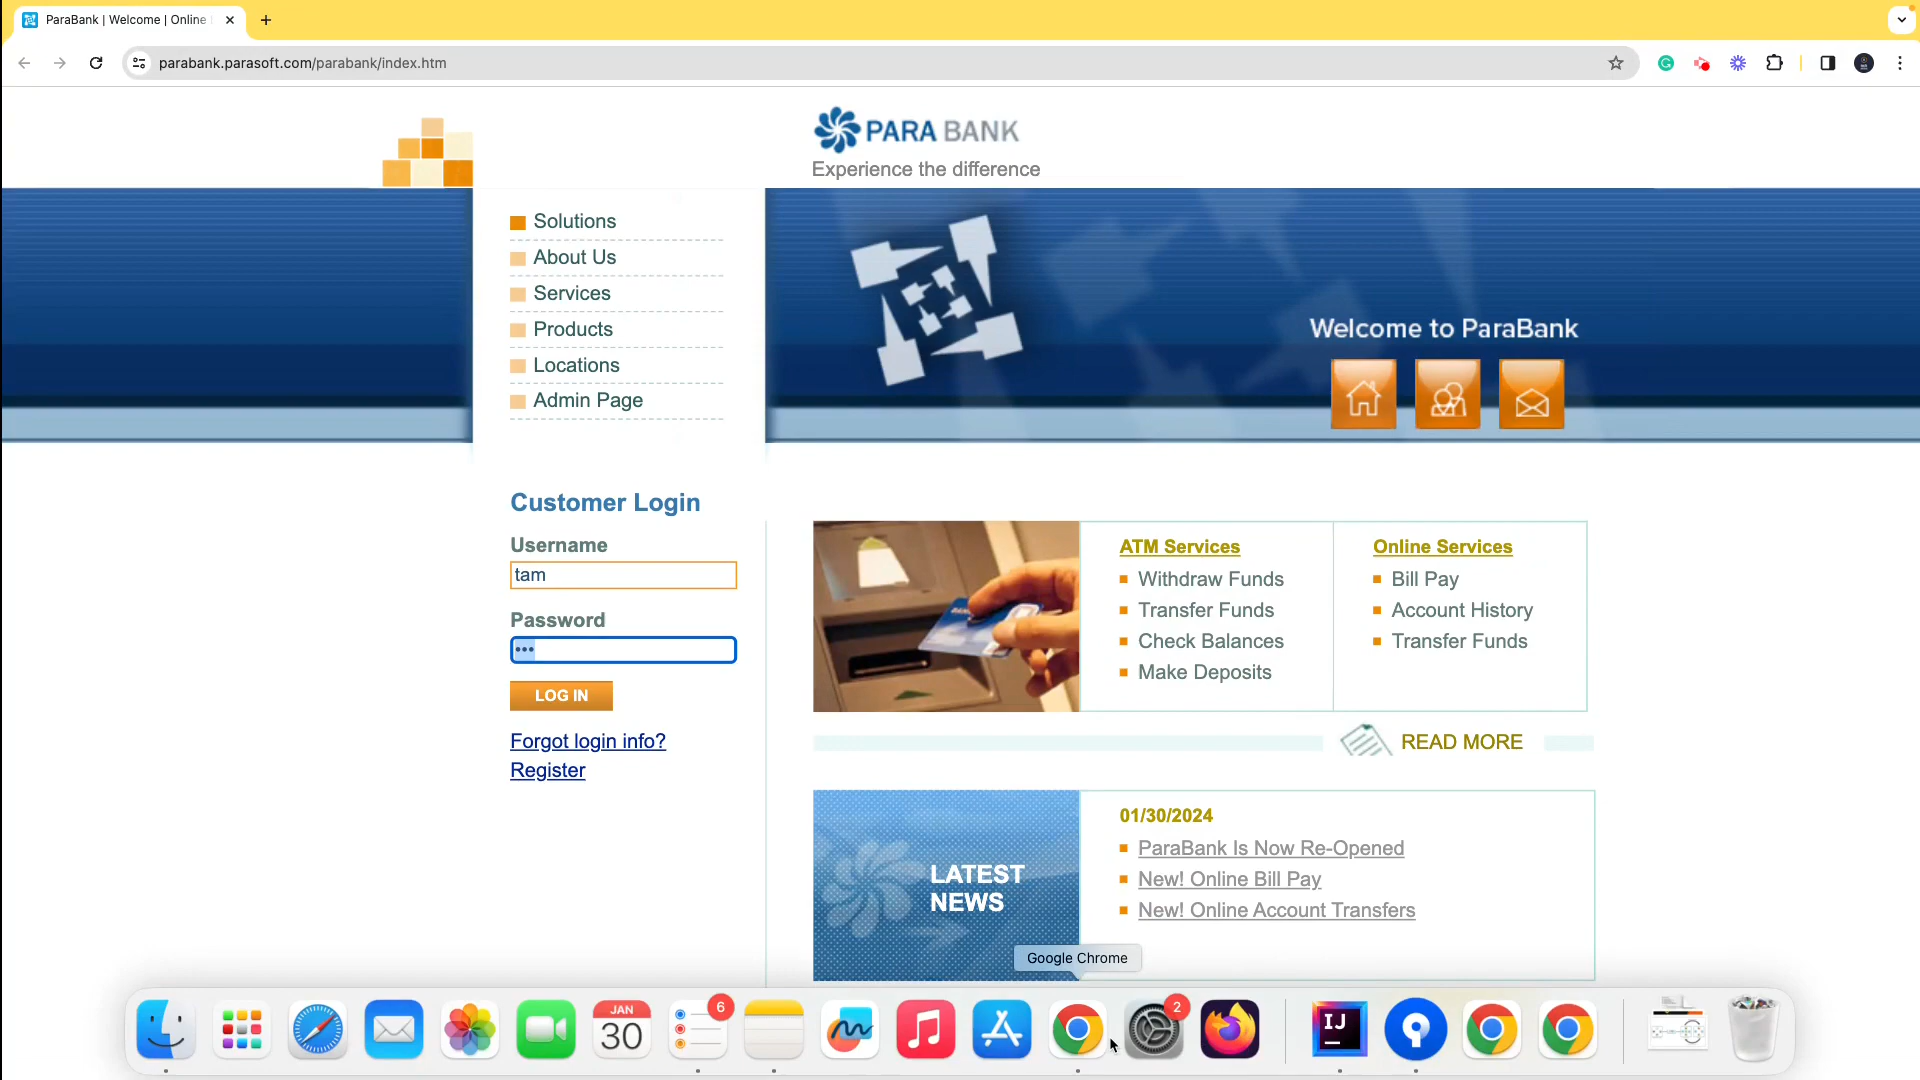 ParaBank | Welcome | Online
parabank.parasoft.com/parabank/index.htm
PARA BANK
Experience the difference
Solutions
About Us
Services
Products
Locations
Admin Page
Welcome to ParaBank
Customer Login
Username
tam
Password
•••
LOG IN
Forgot login info?
Register
ATM Services
Withdraw Funds
Transfer Funds
Check Balances
Make Deposits
Online Services
Bill Pay
Account History
Transfer Funds
READ MORE
LATEST
NEWS
01/30/2024
ParaBank Is Now Re-Opened
New! Online Bill Pay
New! Online Account Transfers
Google Chrome
JAN
30
6
2
IJ